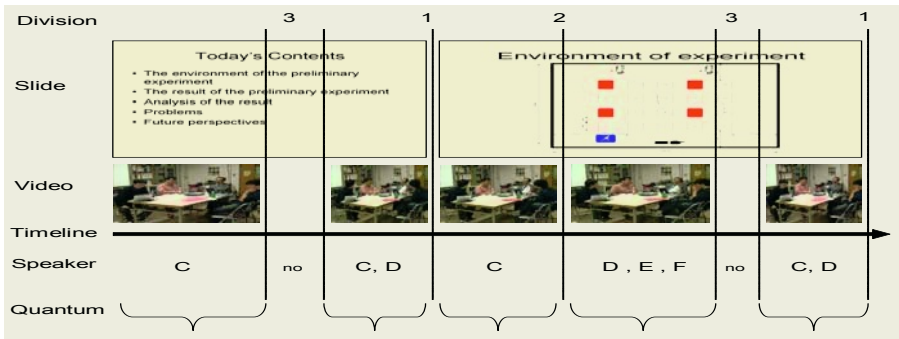 Division 3 1 2 3 1
Slide
Today's Contents
• The environment of the preliminary
experiment
• The result of the preliminary experiment
• Analysis of the result
• Problems
• Future perspectives
Environment of experiment
Video
Timeline
Speaker C no C, D C D , E , F no C, D
Quantum